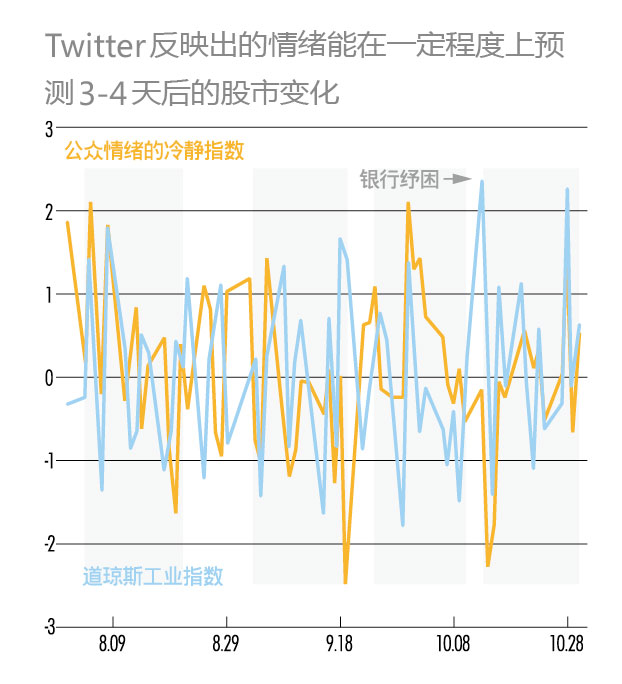 Twitter反映出的情绪能在一定程度上预
测3-4天后的股市变化
3
公众情绪的冷静指数
银行纾困
2
1
0
-1
-2
道琼斯工业指数
-3
8.09 8.29 9.18 10.08 10.28